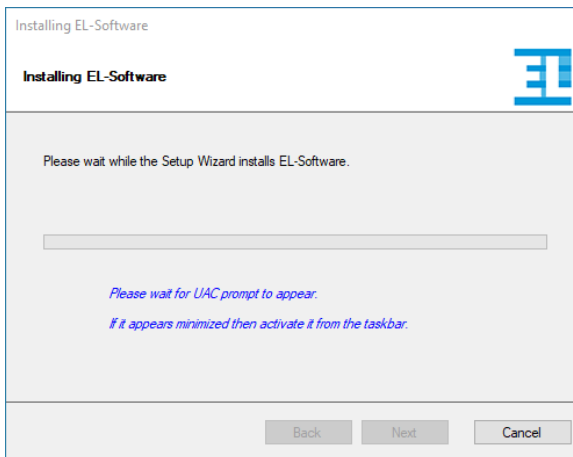 Installing EL-Software
Installing EL-Software
EL
Please wait while the Setup Wizard installs EL-Software.
Please wait for UAC prompt to appear.
If it appears minimized then activate it from the taskbar.
Back Next Cancel